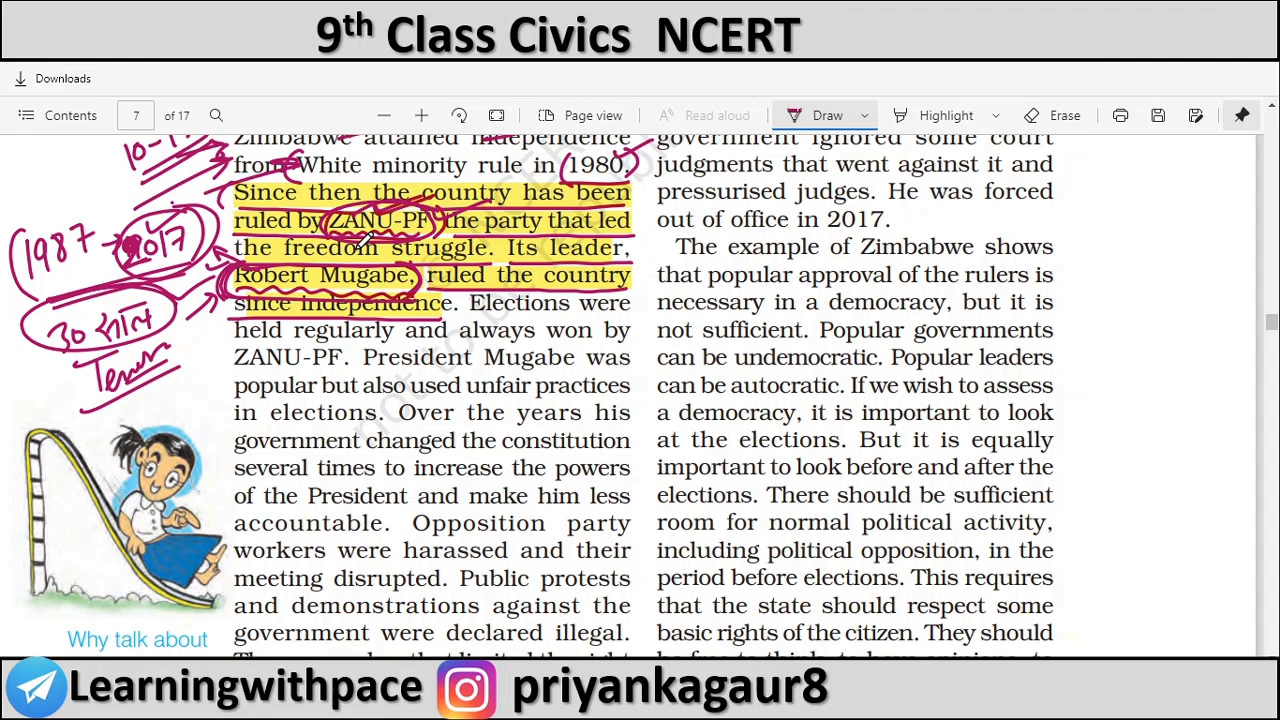 9th Class Civics NCERT
Downloads
Contents 7 of 17 Page view Read aloud Draw Highlight Erase
Zimbabwe attained independence
from White minority rule in 1980.
Since then the country has been
ruled by ZANU-PF, the party that led
the freedom struggle. Its leader,
Robert Mugabe, ruled the country
since independence. Elections were
held regularly and always won by
ZANU-PF. President Mugabe was
popular but also used unfair practices
in elections. Over the years his
government changed the constitution
several times to increase the powers
of the President and make him less
accountable. Opposition party
workers were harassed and their
meeting disrupted. Public protests
and demonstrations against the
government were declared illegal.
government ignored some court
judgments that went against it and
pressurised judges. He was forced
out of office in 2017.
The example of Zimbabwe shows
that popular approval of the rulers is
necessary in a democracy, but it is
not sufficient. Popular governments
can be undemocratic. Popular leaders
can be autocratic. If we wish to assess
a democracy, it is important to look
at the elections. But it is equally
important to look before and after the
elections. There should be sufficient
room for normal political activity,
including political opposition, in the
period before elections. This requires
that the state should respect some
basic rights of the citizen. They should
be free to think, to have opinions, to
1987 - 2017
30 साल
Why talk about
not to be
Learningwithpace priyankagaur8